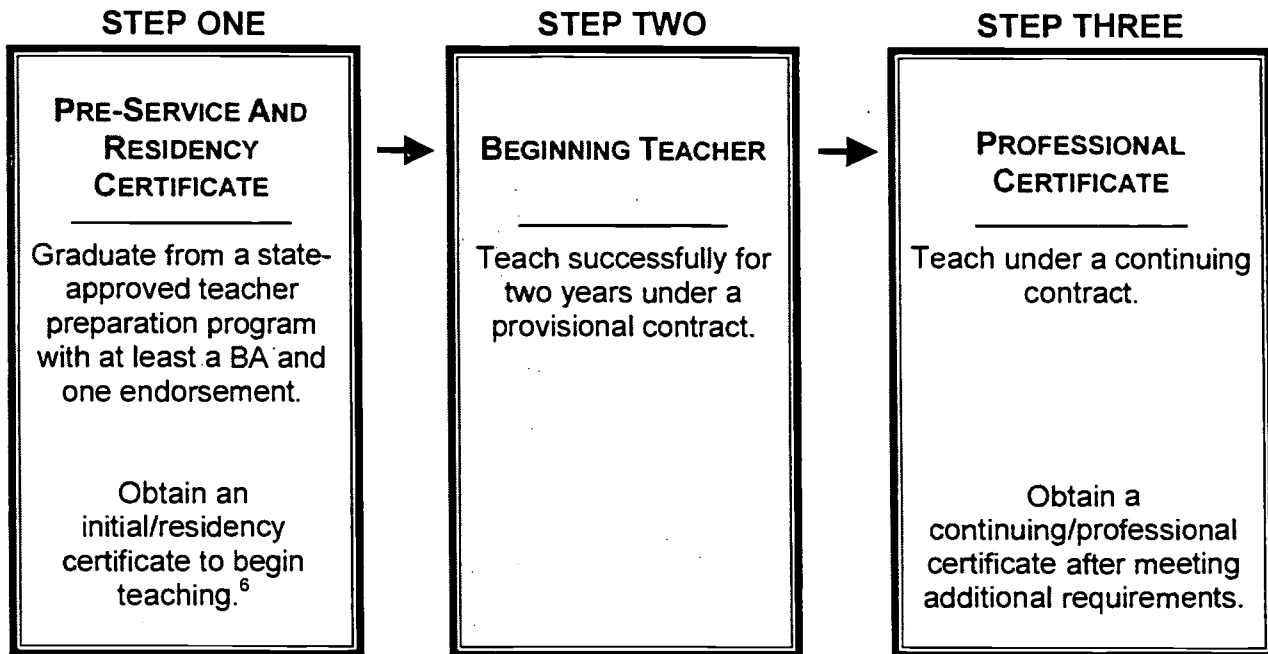 STEP ONE
PRE-SERVICE AND
RESIDENCY
CERTIFICATE
Graduate from a state-
approved teacher
preparation program
with at least a BA and
one endorsement.
Obtain an
initial/residency
certificate to begin
teaching.⁶
STEP TWO
BEGINNING TEACHER
Teach successfully for
two years under a
provisional contract.
STEP THREE
PROFESSIONAL
CERTIFICATE
Teach under a continuing
contract.
Obtain a
continuing/professional
certificate after meeting
additional requirements.